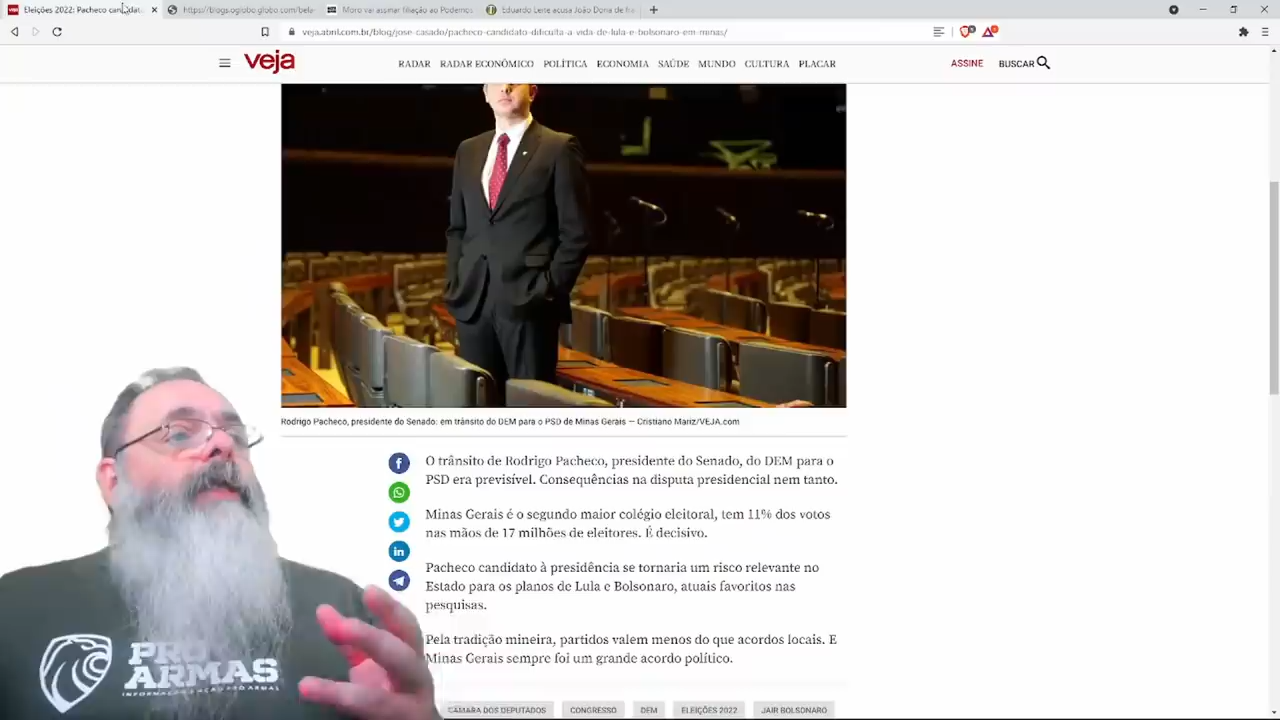 Eleições 2022: Pacheco candidat
https://blogs.oglobo.globo.com/bela
Moro vai assinar filiação ao Podemos
Eduardo Leite acusa João Doria de
veja.abril.com.br/blog/jose-casado/pacheco-candidato-dificulta-a-vida-de-lula-e-bolsonaro-em-minas/
veja
RADAR RADAR ECONÔMICO POLÍTICA ECONOMIA SAÚDE MUNDO CULTURA PLACAR
ASSINE
BUSCAR
Rodrigo Pacheco, presidente do Senado: em trânsito do DEM para o PSD de Minas Gerais — Cristiano Mariz/VEJA.com
O trânsito de Rodrigo Pacheco, presidente do Senado, do DEM para o
PSD era previsível. Consequências na disputa presidencial nem tanto.
Minas Gerais é o segundo maior colégio eleitoral, tem 11% dos votos
nas mãos de 17 milhões de eleitores. É decisivo.
Pacheco candidato à presidência se tornaria um risco relevante no
Estado para os planos de Lula e Bolsonaro, atuais favoritos nas
pesquisas.
Pela tradição mineira, partidos valem menos do que acordos locais. E
Minas Gerais sempre foi um grande acordo político.
CÂMARA DOS DEPUTADOS CONGRESSO DEM ELEIÇÕES 2022 JAIR BOLSONARO
PRO
ARMAS